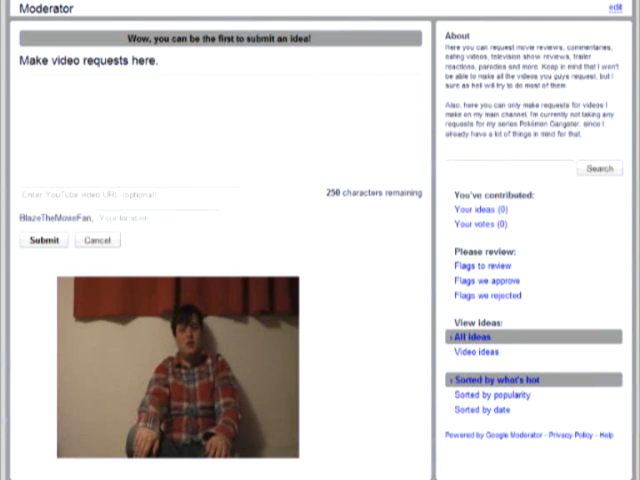 Moderator
edit
Wow, you can be the first to submit an idea!
Make video requests here.
Enter YouTube video URL (optional)
250 characters remaining
BlazeTheMovieFan, Your location
Submit
Cancel
About
Here you can request movie reviews, commentaries,
eating videos, television show reviews, trailer
reactions, parodies and more. Keep in mind that I won't
be able to make all the videos you guys request, but I
sure as hell will try to do most of them
Also, here you can only make requests for videos I
make on my main channel. I'm currently not taking any
requests for my series Pokémon Gangster, since I
already have a lot of things in mind for that.
Search
You've contributed:
Your ideas (0)
Your votes (0)
Please review:
Flags to review
Flags we approve
Flags we rejected
View ideas:
› All ideas
Video ideas
› Sorted by what's hot
Sorted by popularity
Sorted by date
Powered by Google Moderator - Privacy Policy - Help